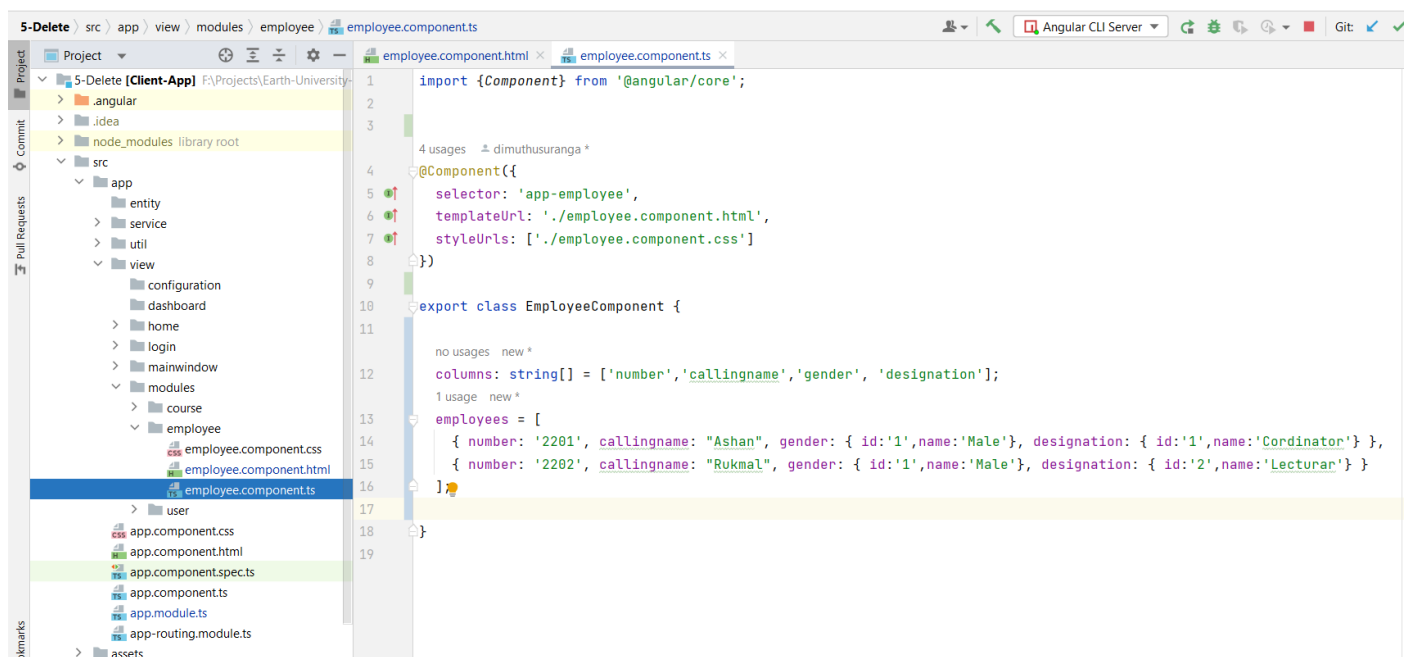 5-Delete 〉 src 〉 app 〉 view 〉 modules 〉 employee 〉 employee.component.ts
Angular CLI Server
Git:
Project
employee.component.html
employee.component.ts
Project
Commit
Pull Requests
5-Delete [Client-App] F:\Projects\Earth-University-
.angular
.idea
node_modules library root
src
app
entity
service
util
view
configuration
dashboard
home
login
mainwindow
modules
course
employee
employee.component.css
employee.component.html
employee.component.ts
user
app.component.css
app.component.html
app.component.spec.ts
app.component.ts
app.module.ts
app-routing.module.ts
assets
1 import {Component} from '@angular/core';
2
3
4 usages dimuthusuranga *
4 @Component({
5 selector: 'app-employee',
6 templateUrl: './employee.component.html',
7 styleUrls: ['./employee.component.css']
8 })
9
10 export class EmployeeComponent {
11
no usages new *
12 columns: string[] = ['number','callingname','gender', 'designation'];
1 usage new *
13 employees = [
14 { number: '2201', callingname: "Ashan", gender: { id:'1',name:'Male'}, designation: { id:'1',name:'Cordinator'} },
15 { number: '2202', callingname: "Rukmal", gender: { id:'1',name:'Male'}, designation: { id:'2',name:'Lecturar'} }
16 ];
17
18 }
19